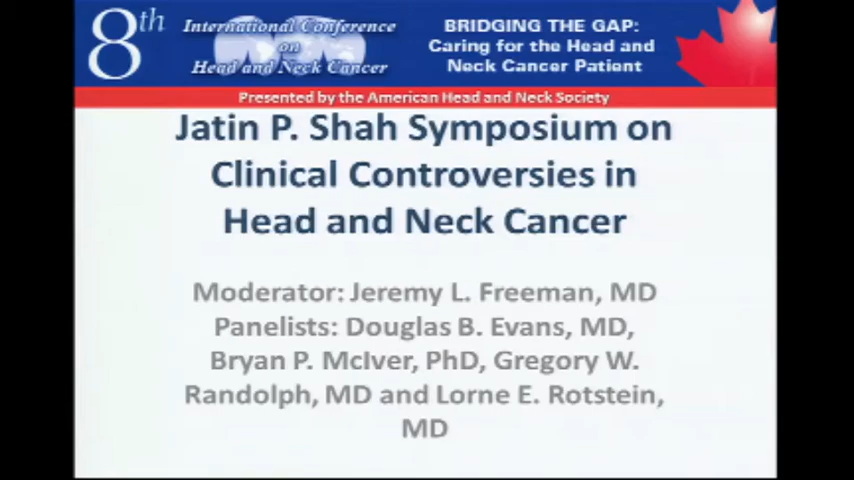 8th
International Conference
on
Head and Neck Cancer
BRIDGING THE GAP:
Caring for the Head and
Neck Cancer Patient
Presented by the American Head and Neck Society
Jatin P. Shah Symposium on
Clinical Controversies in
Head and Neck Cancer
Moderator: Jeremy L. Freeman, MD
Panelists: Douglas B. Evans, MD,
Bryan P. McIver, PhD, Gregory W.
Randolph, MD and Lorne E. Rotstein,
MD